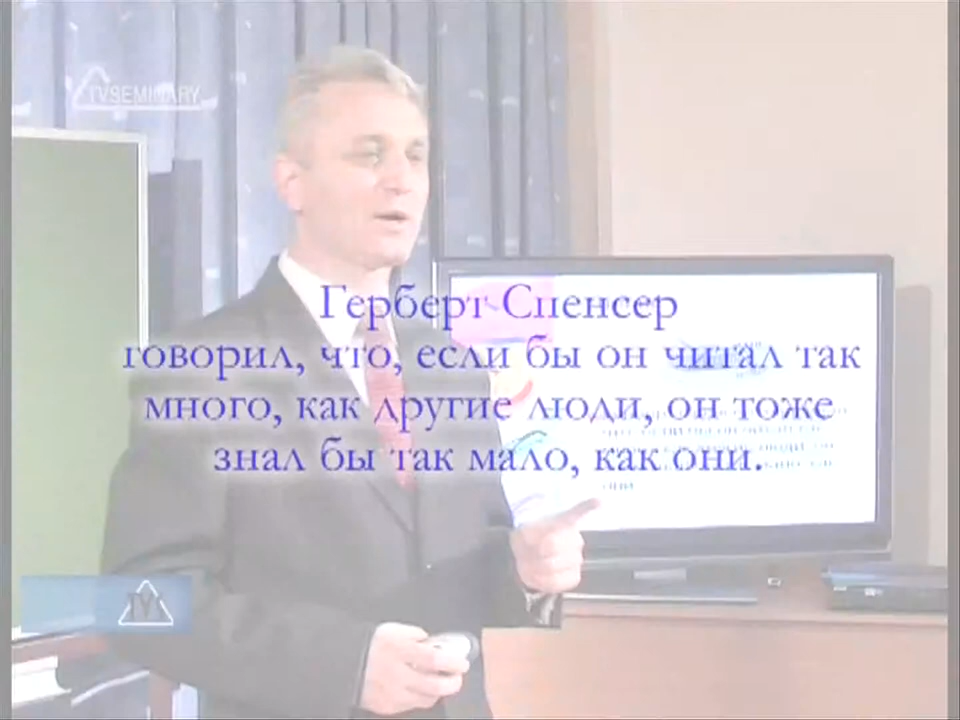 TVSEMINARY
Герберт Спенсер
говорил, что, если бы он читал так
много, как другие люди, он тоже
знал бы так мало, как они.
TV